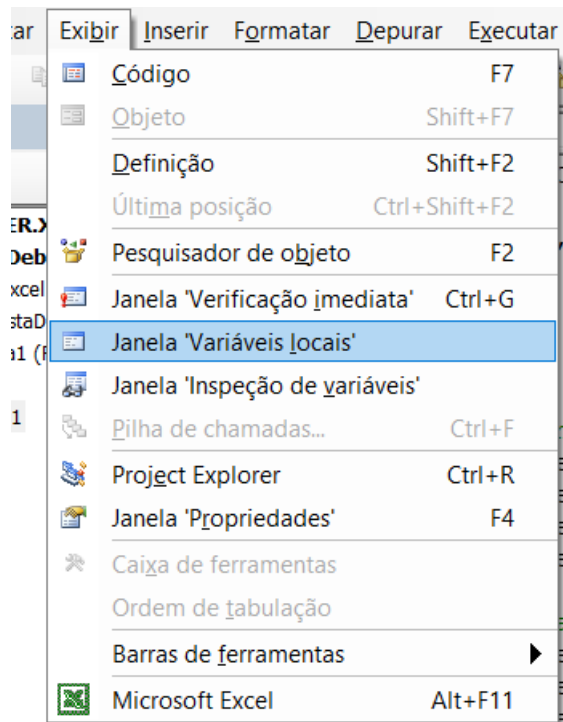 ar Exibir Inserir Formatar Depurar Executar
Código F7
Objeto Shift+F7
Definição Shift+F2
Última posição Ctrl+Shift+F2
ER.X
Deb
Pesquisador de objeto F2
xcel
Janela 'Verificação imediata' Ctrl+G
staD
Janela 'Variáveis locais'
a1 (F
Janela 'Inspeção de variáveis'
1
Pilha de chamadas... Ctrl+F
Project Explorer Ctrl+R
Janela 'Propriedades' F4
Caixa de ferramentas
Ordem de tabulação
Barras de ferramentas
Microsoft Excel Alt+F11